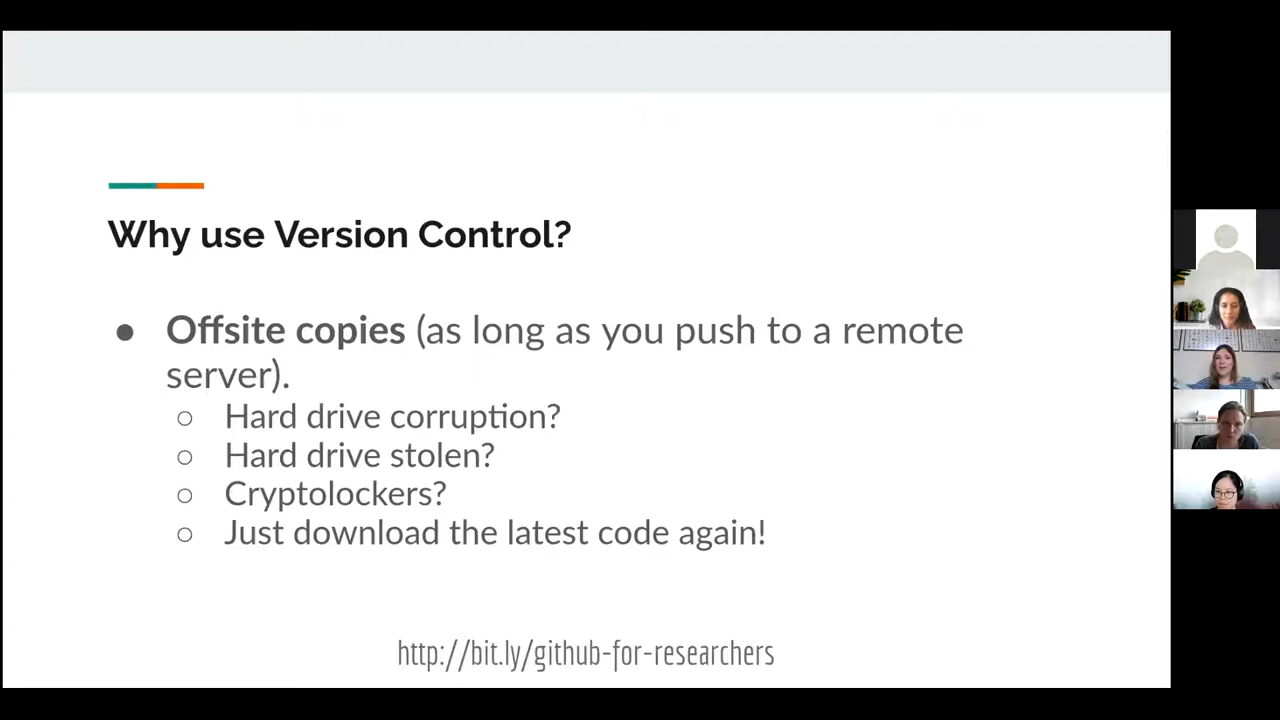 Why use Version Control?
● Offsite copies (as long as you push to a remote
server).
○ Hard drive corruption?
○ Hard drive stolen?
○ Cryptolockers?
○ Just download the latest code again!
http://bit.ly/github-for-researchers